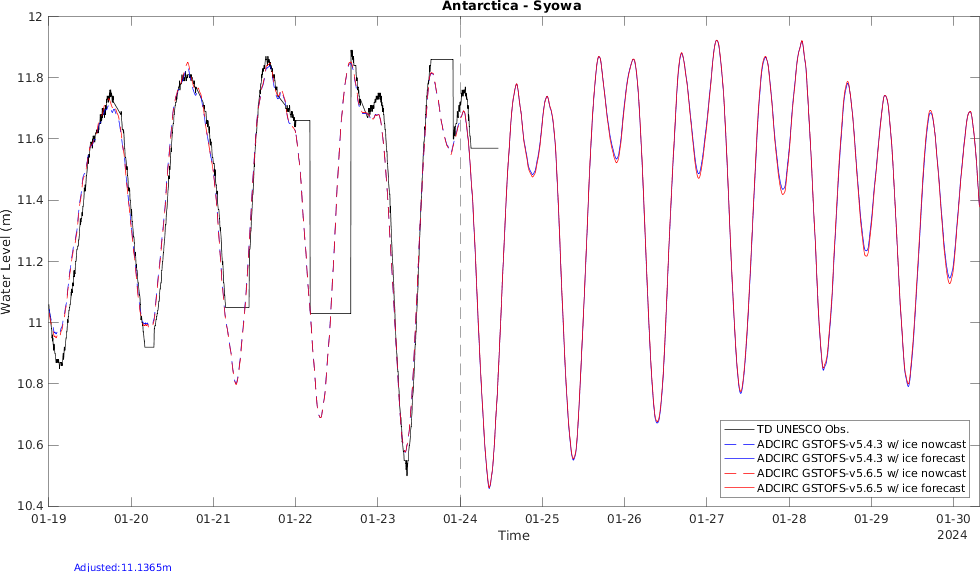 Antarctica - Syowa
12
11.8
11.6
11.4
11.2
11
10.8
10.6
10.4
Water Level (m)
01-19 01-20 01-21 01-22 01-23 01-24 01-25 01-26 01-27 01-28 01-29 01-30
Time
2024
TD UNESCO Obs.
ADCIRC GSTOFS-v5.4.3 w/ ice nowcast
ADCIRC GSTOFS-v5.4.3 w/ ice forecast
ADCIRC GSTOFS-v5.6.5 w/ ice nowcast
ADCIRC GSTOFS-v5.6.5 w/ ice forecast
Adjusted:11.1365m